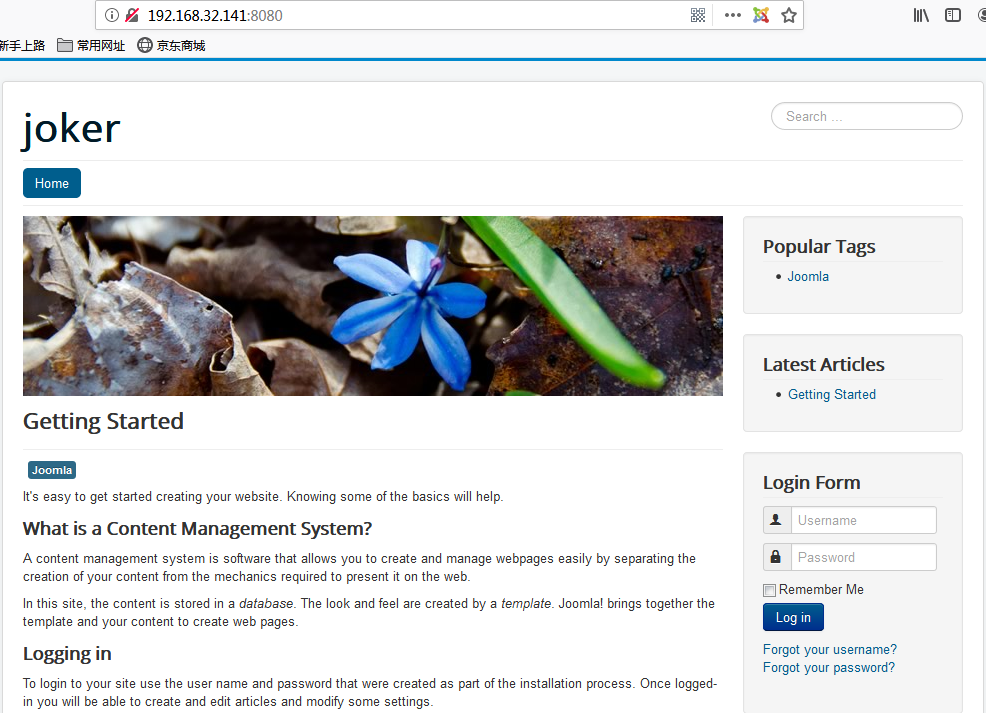 192.168.32.141:8080
新手上路 常用网址 京东商城
joker
Search ...
Home
Popular Tags
Joomla
Latest Articles
Getting Started
Login Form
Username
Password
Remember Me
Log in
Forgot your username?
Forgot your password?
Getting Started
Joomla
It's easy to get started creating your website. Knowing some of the basics will help.
What is a Content Management System?
A content management system is software that allows you to create and manage webpages easily by separating the
creation of your content from the mechanics required to present it on the web.
In this site, the content is stored in a database. The look and feel are created by a template. Joomla! brings together the
template and your content to create web pages.
Logging in
To login to your site use the user name and password that were created as part of the installation process. Once logged-
in you will be able to create and edit articles and modify some settings.